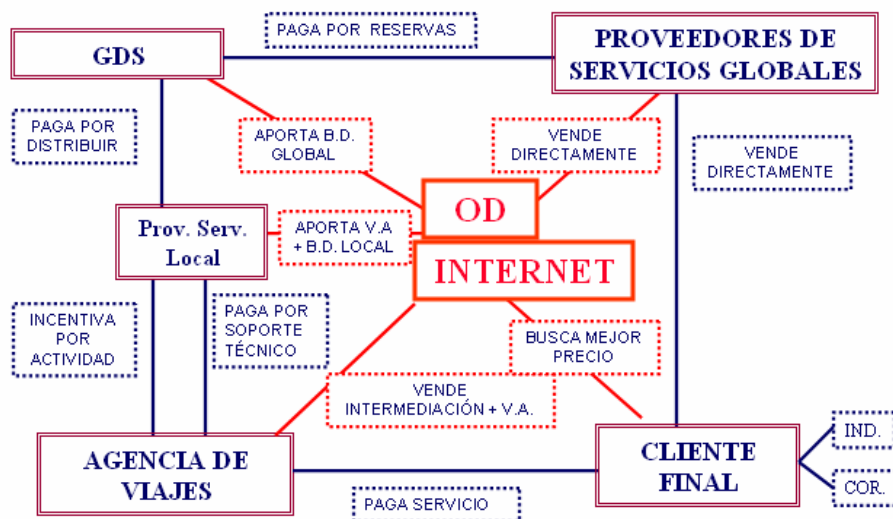 PAGA POR RESERVAS
GDS
PROVEEDORES DE
SERVICIOS GLOBALES
PAGA POR
DISTRIBUIR
APORTA B.D.
GLOBAL
VENDE
DIRECTAMENTE
VENDE
DIRECTAMENTE
OD
Prov. Serv.
Local
APORTA V.A
+ B.D. LOCAL
INTERNET
INCENTIVA
POR
ACTIVIDAD
PAGA POR
SOPORTE
TÉCNICO
BUSCA MEJOR
PRECIO
VENDE
INTERMEDIACIÓN + V.A.
AGENCIA DE
VIAJES
CLIENTE
FINAL
IND.
COR.
PAGA SERVICIO